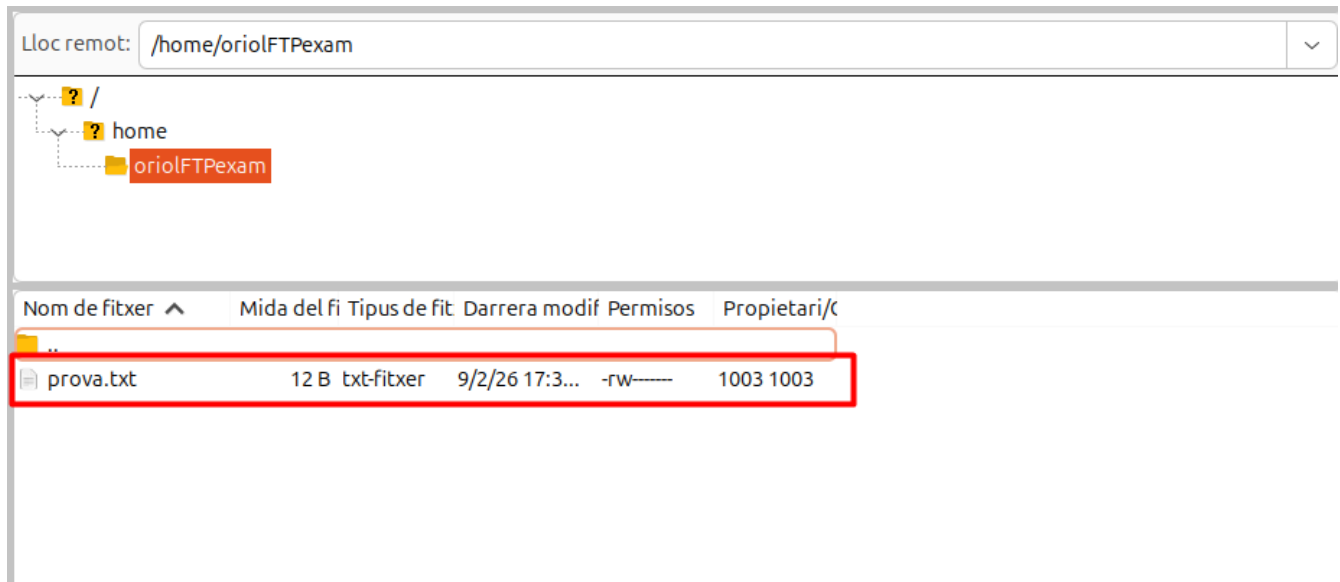 Lloc remot: /home/oriolFTPexam
/
home
oriolFTPexam
Nom de fitxer Mida del fi Tipus de fit Darrera modif Permisos Propietari/
..
prova.txt 12 B txt-fitxer 9/2/26 17:3... -rw------- 1003 1003